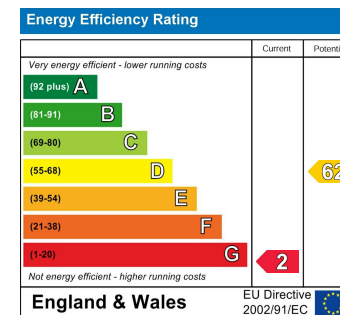 Energy Efficiency Rating
Current
Very energy efficient - lower running costs
(92 plus) A
(81-91) B
(69-80) C
(55-68) D
62
(39-54) E
(21-38) F
(1-20) G
2
Not energy efficient - higher running costs
England & Wales
EU Directive
2002/91/EC